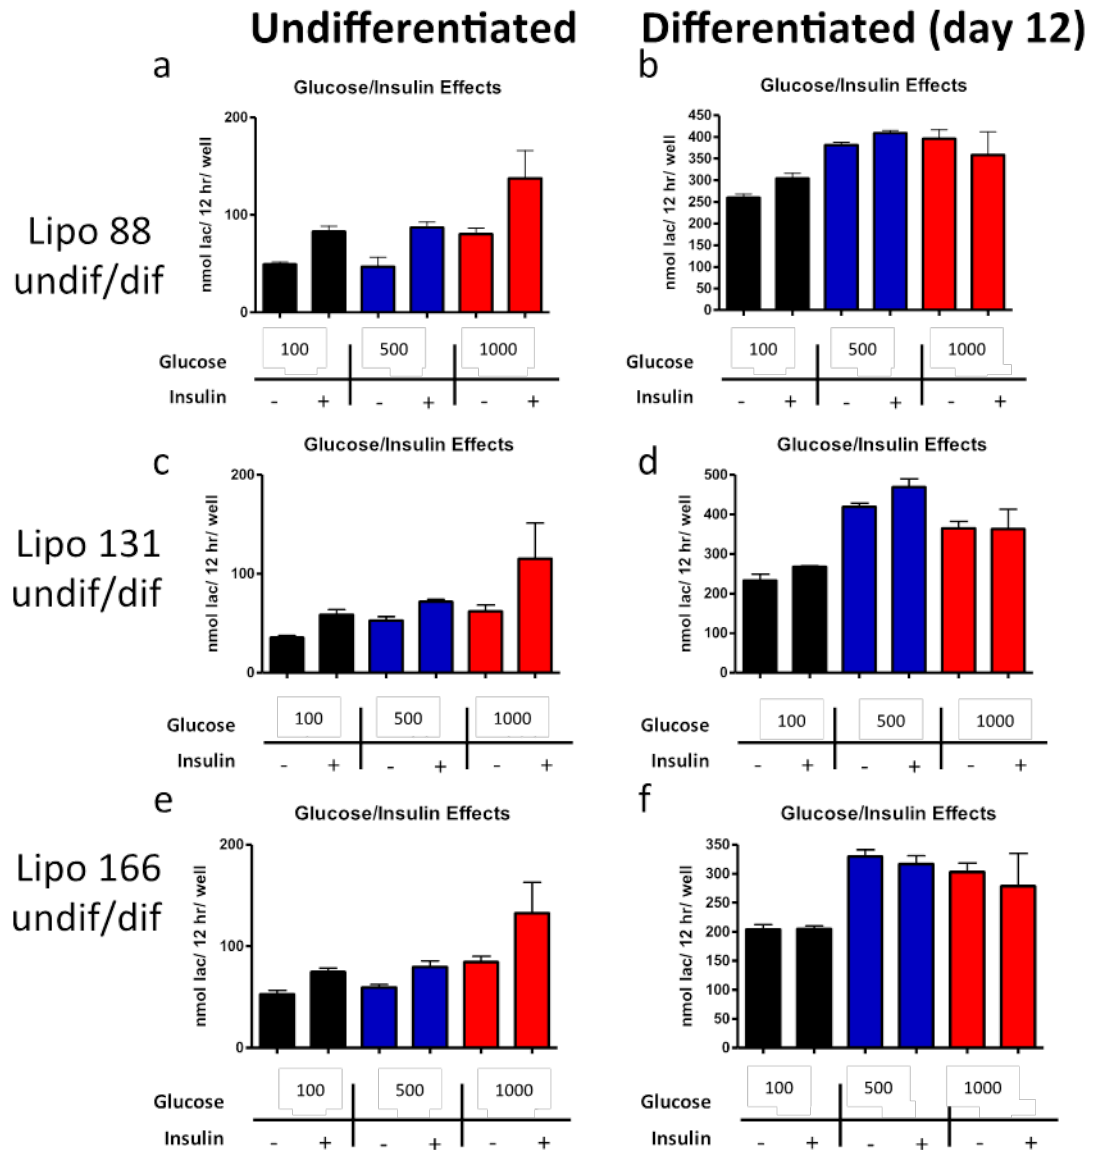 Undifferentiated Differentiated (day 12)
a
Glucose/Insulin Effects
b
Glucose/Insulin Effects
Lipo 88
undif/dif
nmol lac/ 12 hr/ well
200
100
0
nmol lac/ 12 hr/ well
450
400
350
300
250
200
150
100
50
0
Glucose 100 500 1000
Insulin - + - + - +
Glucose 100 500 1000
Insulin - + - + - +
c
Glucose/Insulin Effects
d
Glucose/Insulin Effects
Lipo 131
undif/dif
nmol lac/ 12 hr/ well
200
100
0
nmol lac/ 12 hr/ well
500
400
300
200
100
0
Glucose 100 500 1000
Insulin - + - + - +
Glucose 100 500 1000
Insulin - + - + - +
e
Glucose/Insulin Effects
f
Glucose/Insulin Effects
Lipo 166
undif/dif
nmol lac/ 12 hr/ well
200
100
0
nmol lac/ 12 hr/ well
350
300
250
200
150
100
50
0
Glucose 100 500 1000
Insulin - + - + - +
Glucose 100 500 1000
Insulin - + - + - +